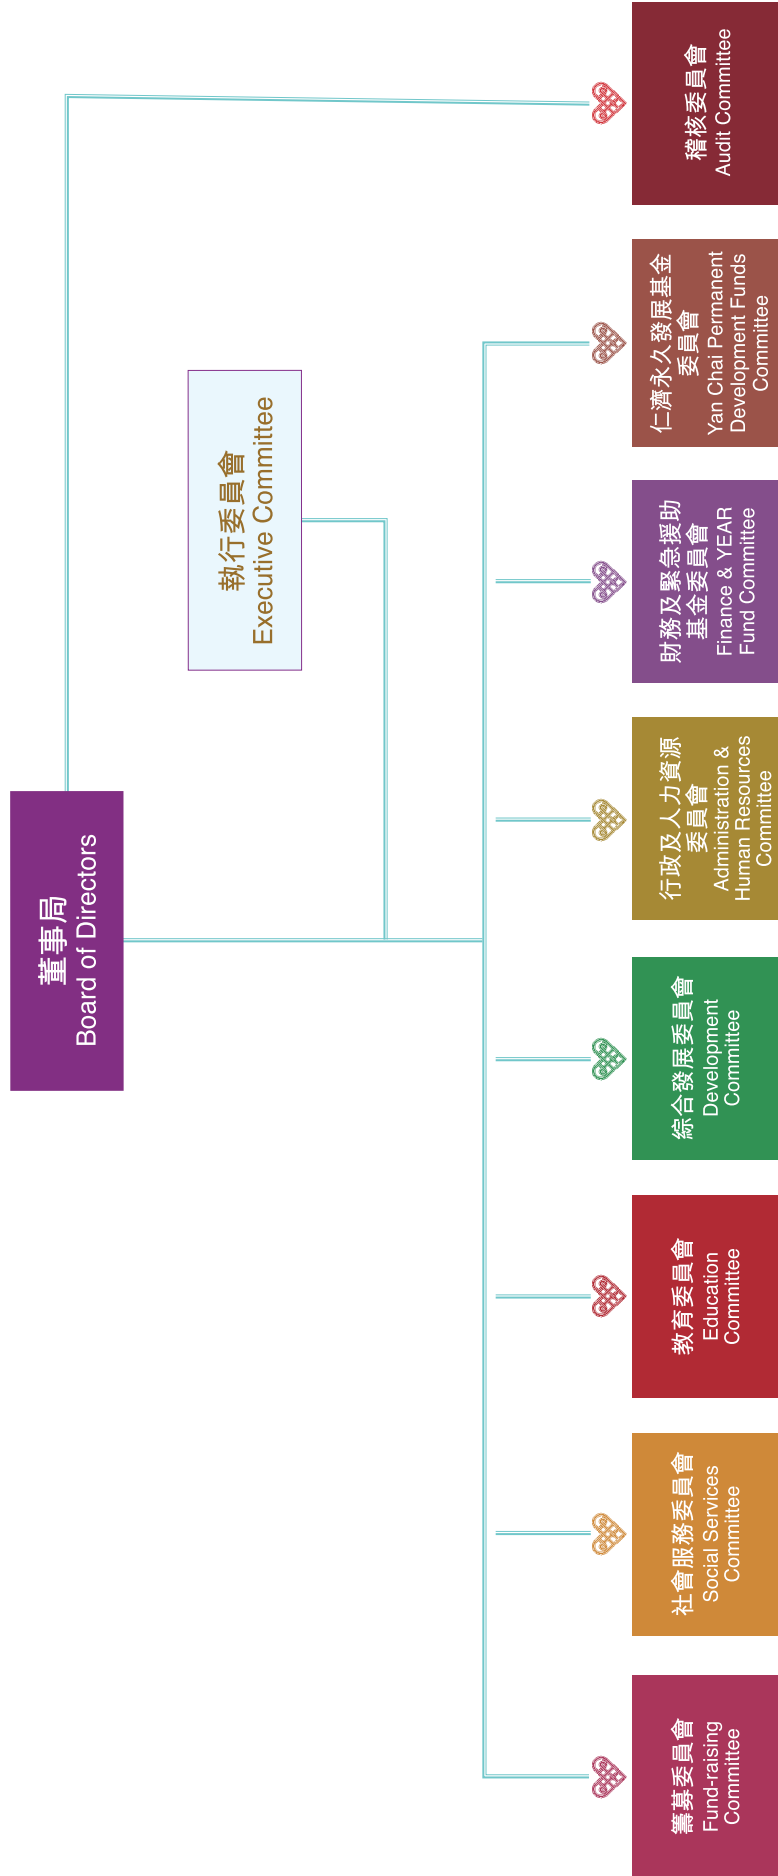 董事局
Board of Directors
執行委員會
Executive Committee
籌募委員會
Fund-raising
Committee
社會服務委員會
Social Services
Committee
教育委員會
Education
Committee
綜合發展委員會
Development
Committee
行政及人力資源
委員會
Administration &
Human Resources
Committee
財務及緊急援助
基金委員會
Finance & YEAR
Fund Committee
仁濟永久發展基金
委員會
Yan Chai Permanent
Development Funds
Committee
稽核委員會
Audit Committee